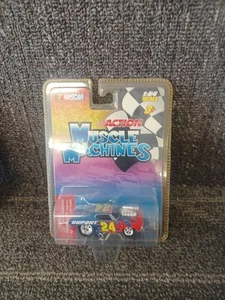 NASCAR
1:64
ACTION
MUSCLE
MACHINES
DUPONT
24